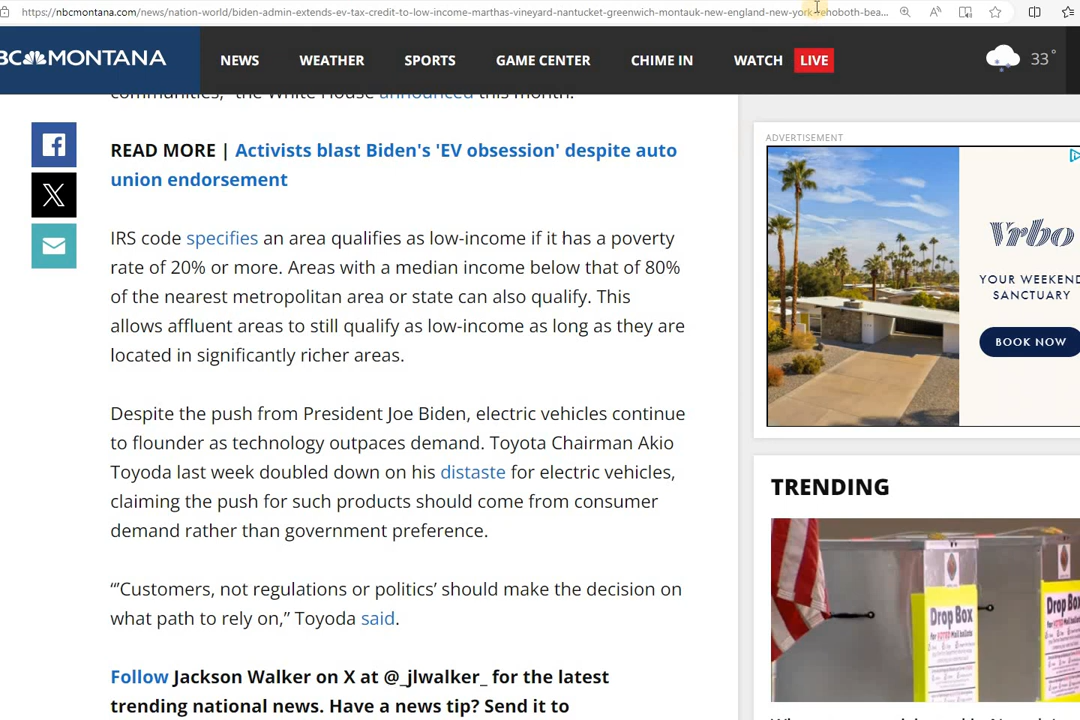 https://nbcmontana.com/news/nation-world/biden-admin-extends-ev-tax-credit-to-low-income-marthas-vineyard-nantucket-greenwich-montauk-new-england-new-york-rehoboth-bea...
BC MONTANA
NEWS
WEATHER
SPORTS
GAME CENTER
CHIME IN
WATCH
LIVE
33°
communities," the White House announced this month.
READ MORE | Activists blast Biden's 'EV obsession' despite auto
union endorsement
IRS code specifies an area qualifies as low-income if it has a poverty
rate of 20% or more. Areas with a median income below that of 80%
of the nearest metropolitan area or state can also qualify. This
allows affluent areas to still qualify as low-income as long as they are
located in significantly richer areas.
Despite the push from President Joe Biden, electric vehicles continue
to flounder as technology outpaces demand. Toyota Chairman Akio
Toyoda last week doubled down on his distaste for electric vehicles,
claiming the push for such products should come from consumer
demand rather than government preference.
“’Customers, not regulations or politics’ should make the decision on
what path to rely on,” Toyoda said.
Follow Jackson Walker on X at @_jlwalker_ for the latest
trending national news. Have a news tip? Send it to
ADVERTISEMENT
Vrbo
YOUR WEEKEND
SANCTUARY
BOOK NOW
TRENDING
Drop Box
Drop Box